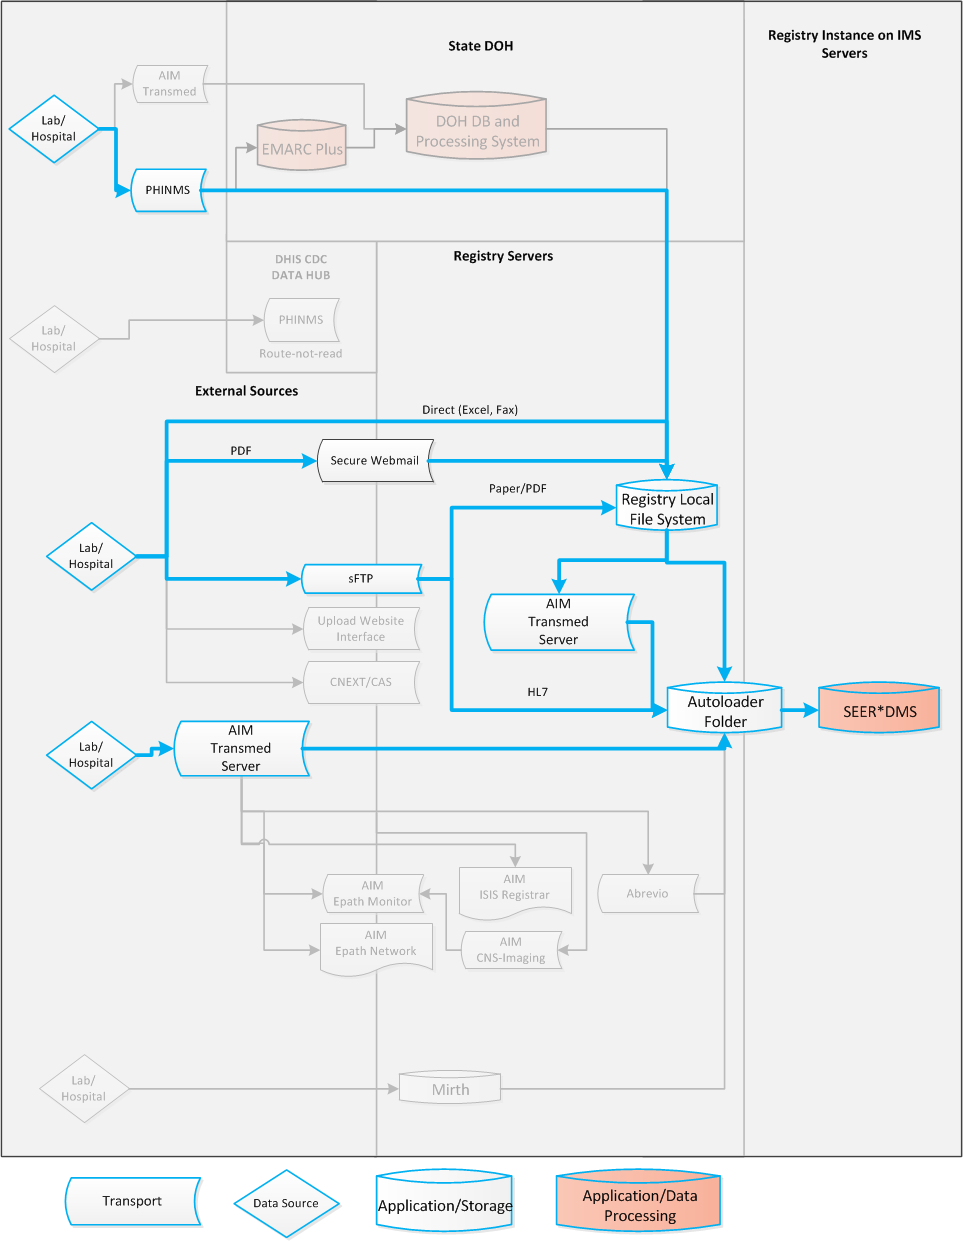 State DOH
Registry Instance on IMS
Servers
AIM
Transmed
Lab/
Hospital
EMARC Plus
DOH DB and
Processing System
PHINMS
DHIS CDC
DATA HUB
Registry Servers
Lab/
Hospital
PHINMS
Route-not-read
External Sources
Direct (Excel, Fax)
PDF
Secure Webmail
Paper/PDF
Registry Local
File System
Lab/
Hospital
sFTP
AIM
Transmed
Server
Upload Website
Interface
CNEXT/CAS
HL7
Autoloader
Folder
SEER*DMS
Lab/
Hospital
AIM
Transmed
Server
AIM
Epath Monitor
AIM
ISIS Registrar
Abrevio
AIM
Epath Network
AIM
CNS-Imaging
Lab/
Hospital
Mirth
Transport
Data Source
Application/Storage
Application/Data
Processing